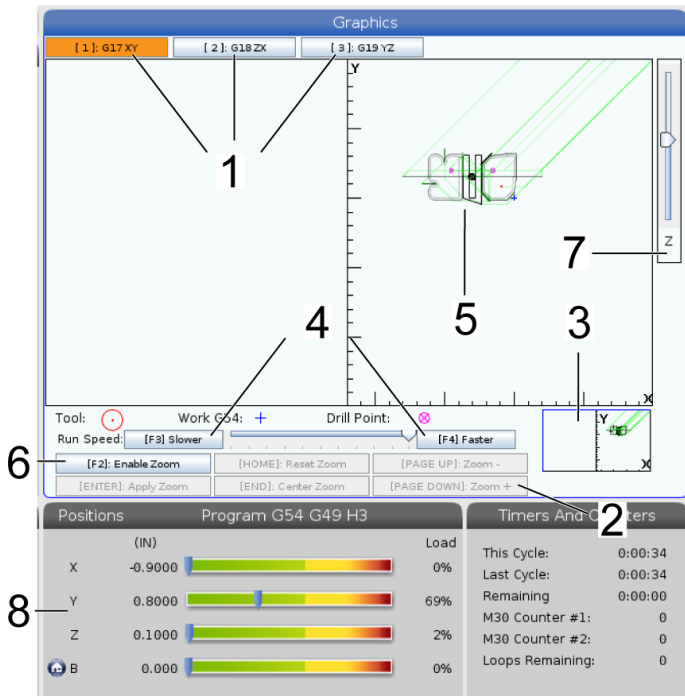 Graphics
[ 1 ]: G17 XY [ 2 ]: G18 ZX [ 3 ]: G19 YZ
Y
1
Z
7
5
4
3
X
Tool: Work G54: + Drill Point:
Y
Run Speed: [F3] Slower [F4] Faster
X
6
[F2]: Enable Zoom [HOME]: Reset Zoom [PAGE UP]: Zoom -
[ENTER]: Apply Zoom [END]: Center Zoom [PAGE DOWN]: Zoom +
2
Positions Program G54 G49 H3
(IN) Load
X -0.9000 0%
Y 0.8000 69%
Z 0.1000 2%
B 0.000 0%
8
Timers And Counters
This Cycle: 0:00:34
Last Cycle: 0:00:34
Remaining 0:00:00
M30 Counter #1: 0
M30 Counter #2: 0
Loops Remaining: 0